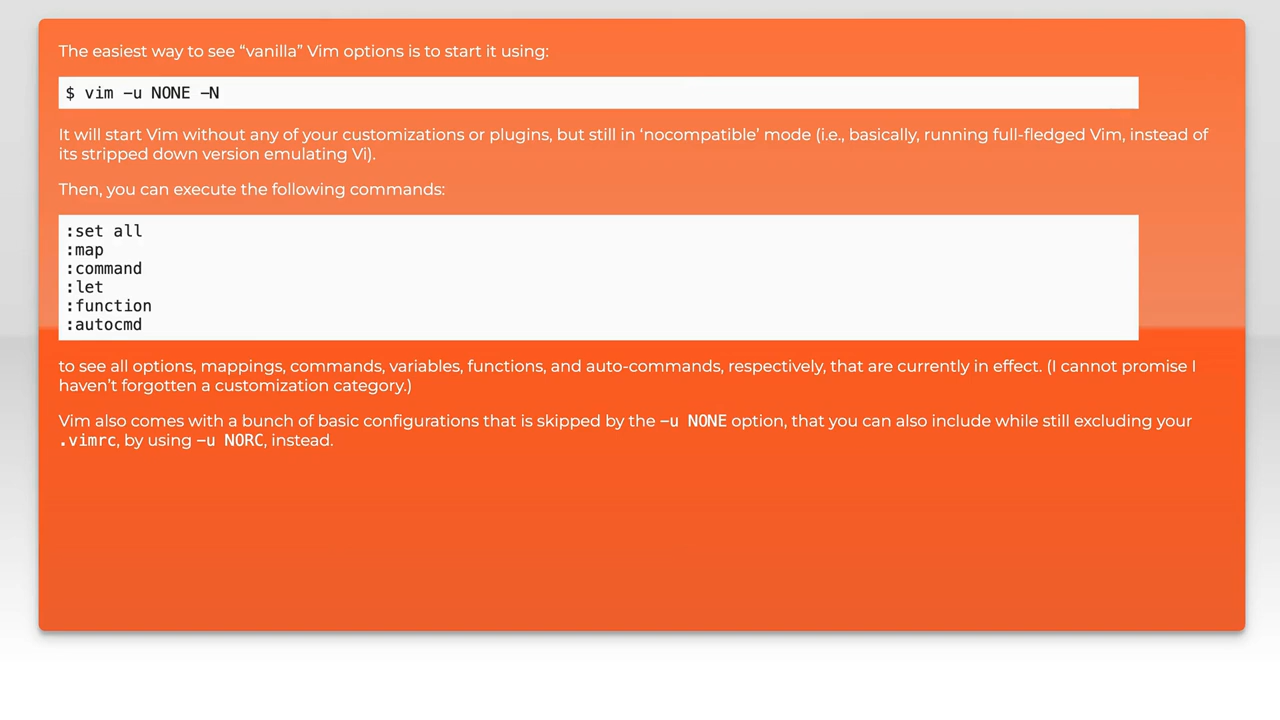 The easiest way to see “vanilla” Vim options is to start it using:
$ vim -u NONE -N
It will start Vim without any of your customizations or plugins, but still in ‘nocompatible’ mode (i.e., basically, running full-fledged Vim, instead of
its stripped down version emulating Vi).
Then, you can execute the following commands:
:set all
:map
:command
:let
:function
:autocmd
to see all options, mappings, commands, variables, functions, and auto-commands, respectively, that are currently in effect. (I cannot promise I
haven’t forgotten a customization category.)
Vim also comes with a bunch of basic configurations that is skipped by the -u NONE option, that you can also include while still excluding your
.vimrc, by using -u NORC, instead.